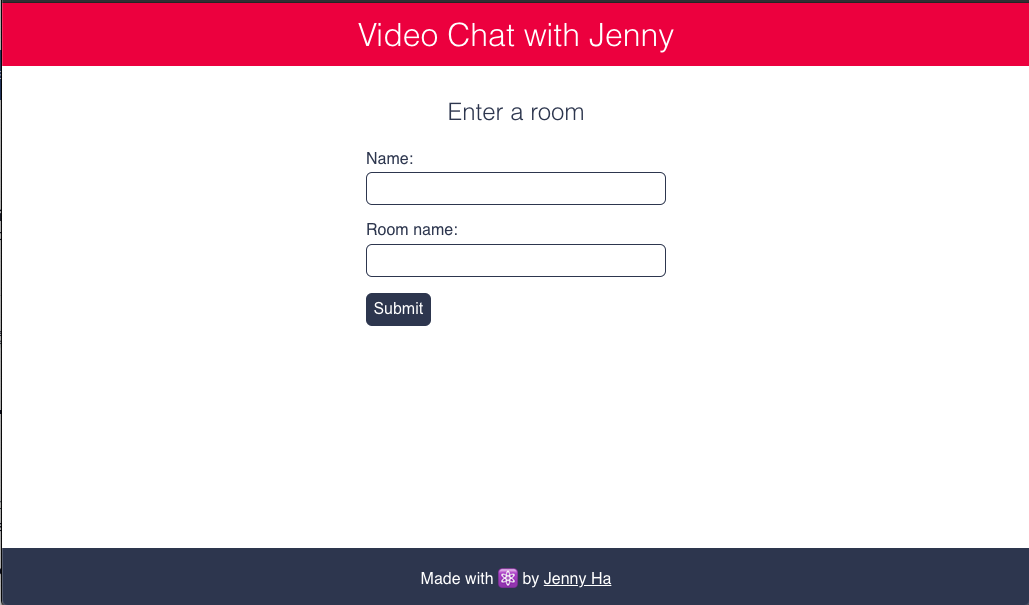 Video Chat with Jenny
Enter a room
Name:
Room name:
Submit
Made with ⚛️ by Jenny Ha